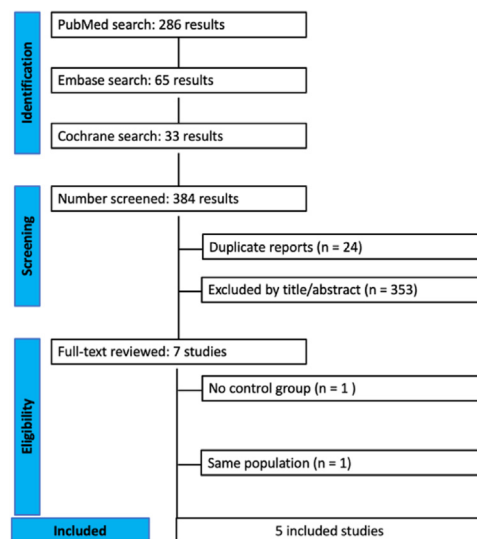 Identification
PubMed search: 286 results
Embase search: 65 results
Cochrane search: 33 results
Screening
Number screened: 384 results
Duplicate reports (n = 24)
Excluded by title/abstract (n = 353)
Eligibility
Full-text reviewed: 7 studies
No control group (n = 1 )
Same population (n = 1)
Included
5 included studies